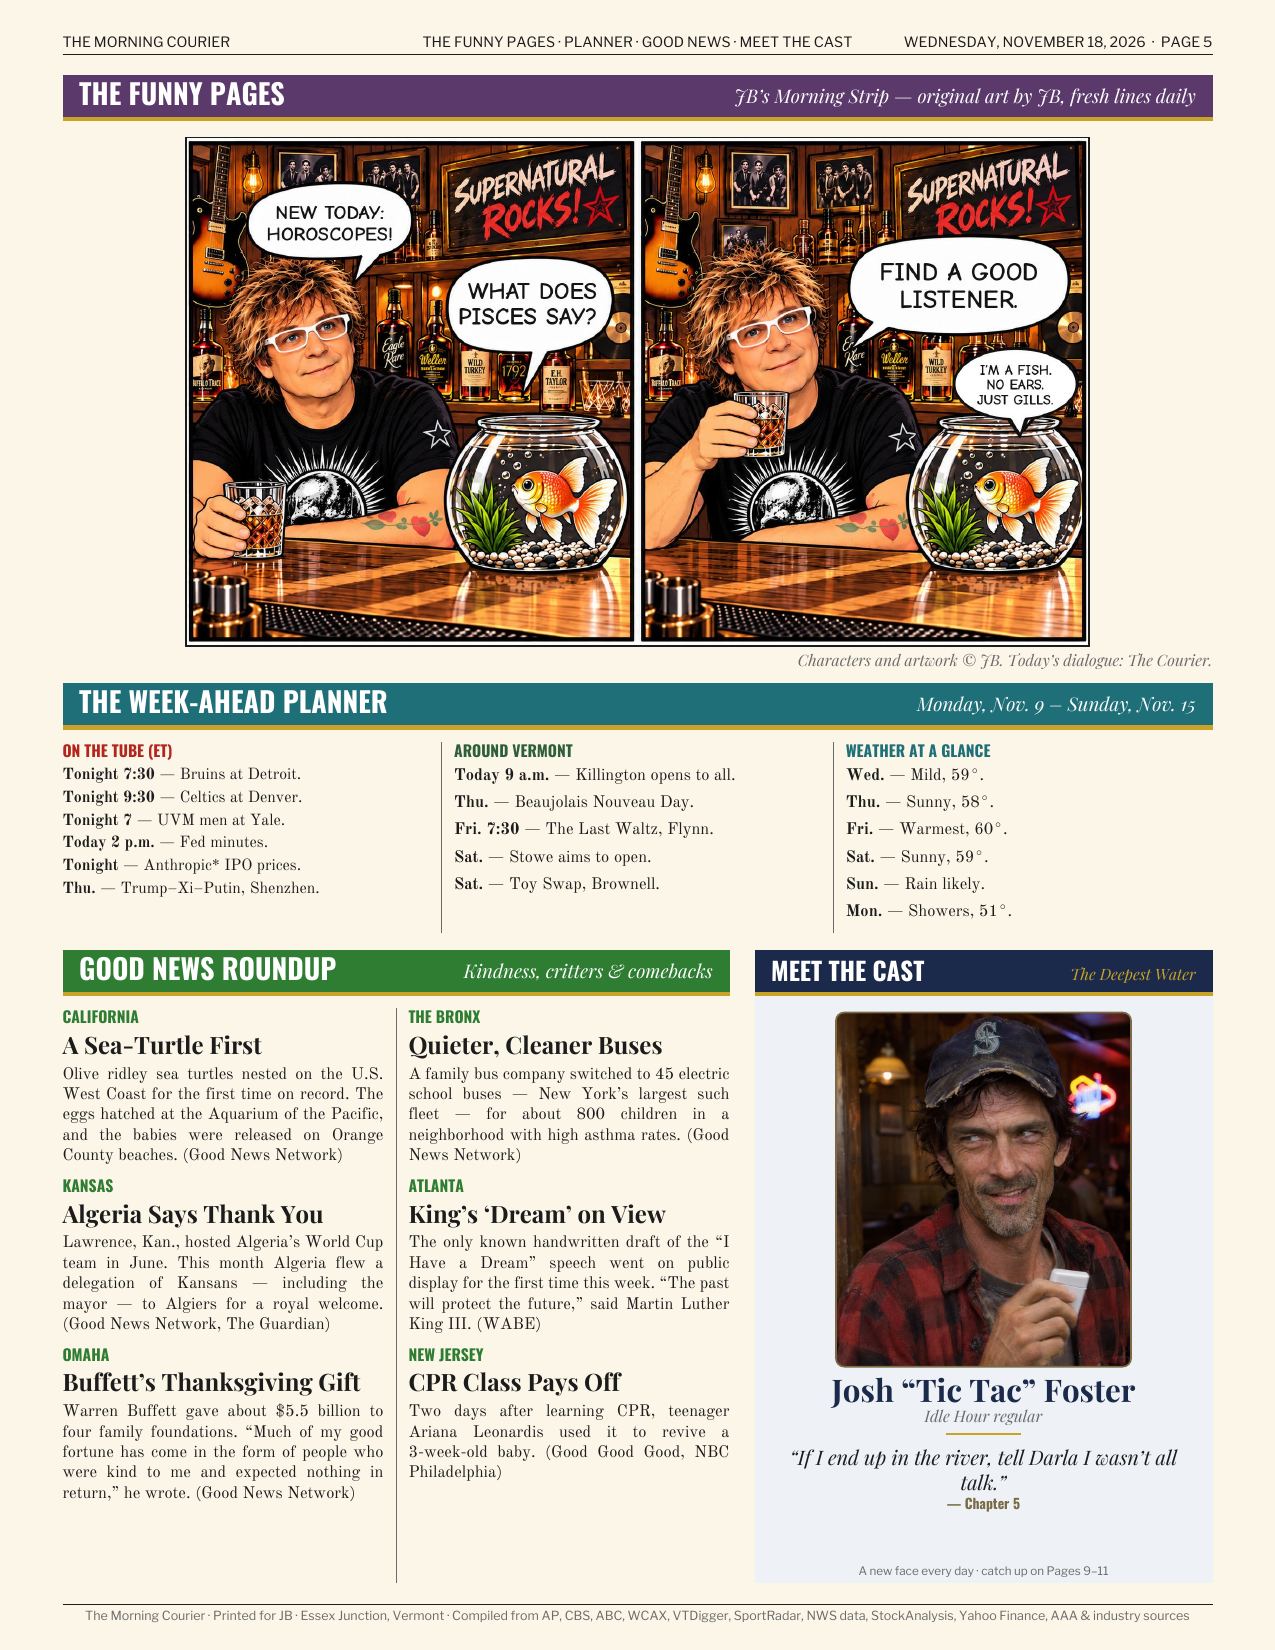 THE MORNING COURIER
THE FUNNY PAGES · PLANNER · GOOD NEWS · MEET THE CAST
WEDNESDAY, NOVEMBER 18, 2026 · PAGE 5
THE FUNNY PAGES
JB's Morning Strip — original art by JB, fresh lines daily
SUPERNATURAL
ROCKS!
NEW TODAY:
HOROSCOPES!
WHAT DOES
PISCES SAY?
BUFFALO TRACE
Eagle
Rare
Weller
WILD
TURKEY
1792
E.H.
TAYLOR
SUPERNATURAL
ROCKS!
FIND A GOOD
LISTENER.
I'M A FISH.
NO EARS.
JUST GILLS.
BUFFALO TRACE
Rare
Weller
WILD
TURKEY
Characters and artwork © JB. Today's dialogue: The Courier.
THE WEEK-AHEAD PLANNER
Monday, Nov. 9 – Sunday, Nov. 15
ON THE TUBE (ET)
Tonight 7:30 — Bruins at Detroit.
Tonight 9:30 — Celtics at Denver.
Tonight 7 — UVM men at Yale.
Today 2 p.m. — Fed minutes.
Tonight — Anthropic* IPO prices.
Thu. — Trump–Xi–Putin, Shenzhen.
AROUND VERMONT
Today 9 a.m. — Killington opens to all.
Thu. — Beaujolais Nouveau Day.
Fri. 7:30 — The Last Waltz, Flynn.
Sat. — Stowe aims to open.
Sat. — Toy Swap, Brownell.
WEATHER AT A GLANCE
Wed. — Mild, 59°.
Thu. — Sunny, 58°.
Fri. — Warmest, 60°.
Sat. — Sunny, 59°.
Sun. — Rain likely.
Mon. — Showers, 51°.
GOOD NEWS ROUNDUP
Kindness, critters & comebacks
CALIFORNIA
A Sea-Turtle First
Olive ridley sea turtles nested on the U.S.
West Coast for the first time on record. The
eggs hatched at the Aquarium of the Pacific,
and the babies were released on Orange
County beaches. (Good News Network)
KANSAS
Algeria Says Thank You
Lawrence, Kan., hosted Algeria's World Cup
team in June. This month Algeria flew a
delegation of Kansans — including the
mayor — to Algiers for a royal welcome.
(Good News Network, The Guardian)
OMAHA
Buffett's Thanksgiving Gift
Warren Buffett gave about $5.5 billion to
four family foundations. “Much of my good
fortune has come in the form of people who
were kind to me and expected nothing in
return,” he wrote. (Good News Network)
THE BRONX
Quieter, Cleaner Buses
A family bus company switched to 45 electric
school buses — New York's largest such
fleet — for about 800 children in a
neighborhood with high asthma rates. (Good
News Network)
ATLANTA
King's ‘Dream’ on View
The only known handwritten draft of the “I
Have a Dream” speech went on public
display for the first time this week. “The past
will protect the future,” said Martin Luther
King III. (WABE)
NEW JERSEY
CPR Class Pays Off
Two days after learning CPR, teenager
Ariana Leonardis used it to revive a
3-week-old baby. (Good Good Good, NBC
Philadelphia)
MEET THE CAST
The Deepest Water
S
Josh “Tic Tac” Foster
Idle Hour regular
“If I end up in the river, tell Darla I wasn't all
talk.”
— Chapter 5
A new face every day · catch up on Pages 9–11
The Morning Courier · Printed for JB · Essex Junction, Vermont · Compiled from AP, CBS, ABC, WCAX, VTDigger, SportRadar, NWS data, StockAnalysis, Yahoo Finance, AAA & industry sources